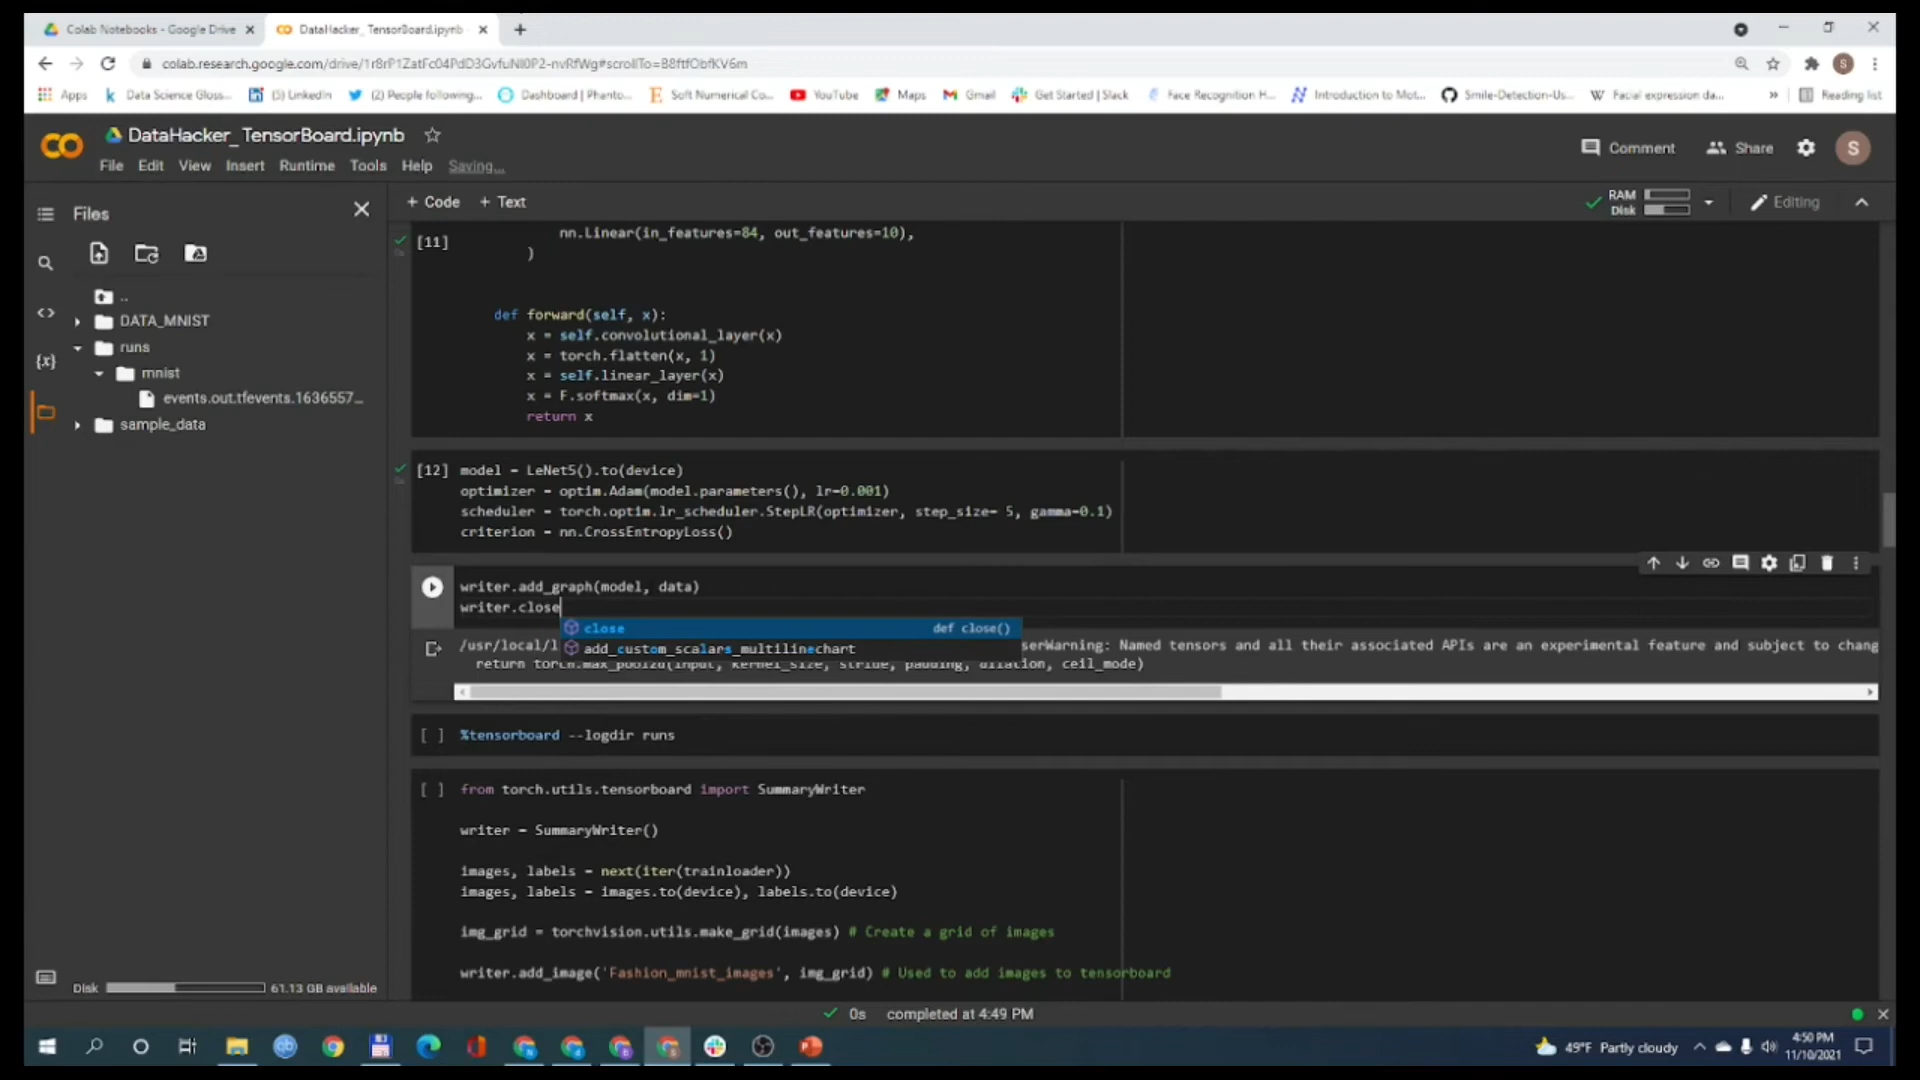 Colab Notebooks - Google Drive
DataHacker_ TensorBoard.ipynb
colab.research.google.com/drive/1r8rP1ZatFc04PdD3GvfuNl0P2-nvRfWg#scrollTo=B8ftfObfKV6m
Apps
Data Science Gloss...
(5) LinkedIn
(2) People following...
Dashboard | Phanto...
Soft Numerical Co...
YouTube
Maps
Gmail
Get Started | Slack
Face Recognition H...
Introduction to Mot...
Smile-Detection-Us...
Facial expression da...
»
Reading list
DataHacker_ TensorBoard.ipynb
Comment
Share
S
File Edit View Insert Runtime Tools Help Saving...
Files
+ Code + Text
RAM
Disk
Editing
..
DATA_MNIST
runs
mnist
events.out.tfevents.1636557...
sample_data
[11]
nn.Linear(in_features=84, out_features=10),
)
def forward(self, x):
x = self.convolutional_layer(x)
x = torch.flatten(x, 1)
x = self.linear_layer(x)
x = F.softmax(x, dim=1)
return x
[12] model = LeNet5().to(device)
optimizer = optim.Adam(model.parameters(), lr=0.001)
scheduler = torch.optim.lr_scheduler.StepLR(optimizer, step_size= 5, gamma=0.1)
criterion = nn.CrossEntropyLoss()
writer.add_graph(model, data)
writer.close
close def close()
add_custom_scalars_multilinechart
/usr/local/l serWarning: Named tensors and all their associated APIs are an experimental feature and subject to chang
return torch.max_pool2d(input, kernel_size, stride, padding, dilation, ceil_mode)
[ ] %tensorboard --logdir runs
[ ] from torch.utils.tensorboard import SummaryWriter
writer = SummaryWriter()
images, labels = next(iter(trainloader))
images, labels = images.to(device), labels.to(device)
img_grid = torchvision.utils.make_grid(images) # Create a grid of images
writer.add_image('Fashion_mnist_images', img_grid) # Used to add images to tensorboard
Disk 61.13 GB available
0s completed at 4:49 PM
49°F Partly cloudy
4:50 PM
11/10/2021